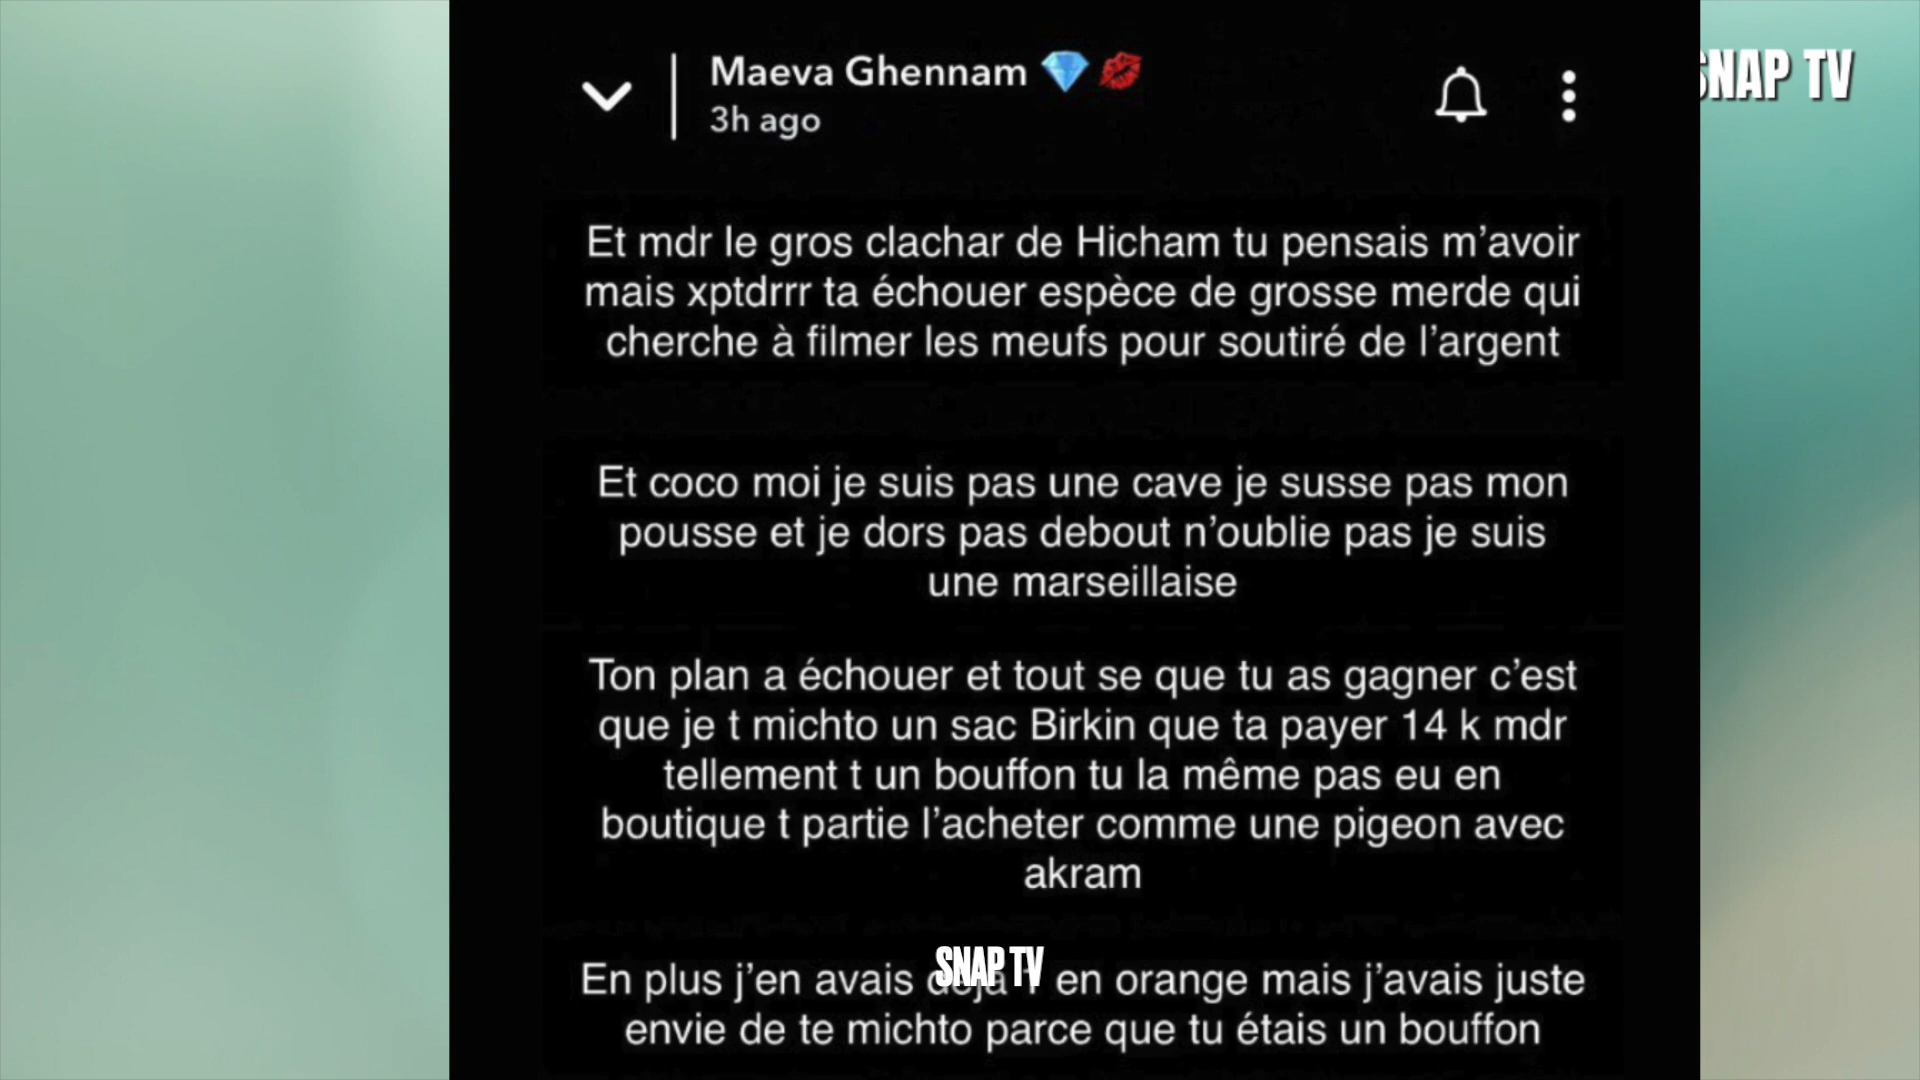 Maeva Ghennam 💎 💋
3h ago
SNAP TV
Et mdr le gros clachar de Hicham tu pensais m’avoir
mais xptdrrr ta échouer espèce de grosse merde qui
cherche à filmer les meufs pour soutiré de l’argent
Et coco moi je suis pas une cave je susse pas mon
pousse et je dors pas debout n’oublie pas je suis
une marseillaise
Ton plan a échouer et tout se que tu as gagner c’est
que je t michto un sac Birkin que ta payer 14 k mdr
tellement t un bouffon tu la même pas eu en
boutique t partie l’acheter comme une pigeon avec
akram
SNAP TV
En plus j’en avais déjà en orange mais j’avais juste
envie de te michto parce que tu étais un bouffon